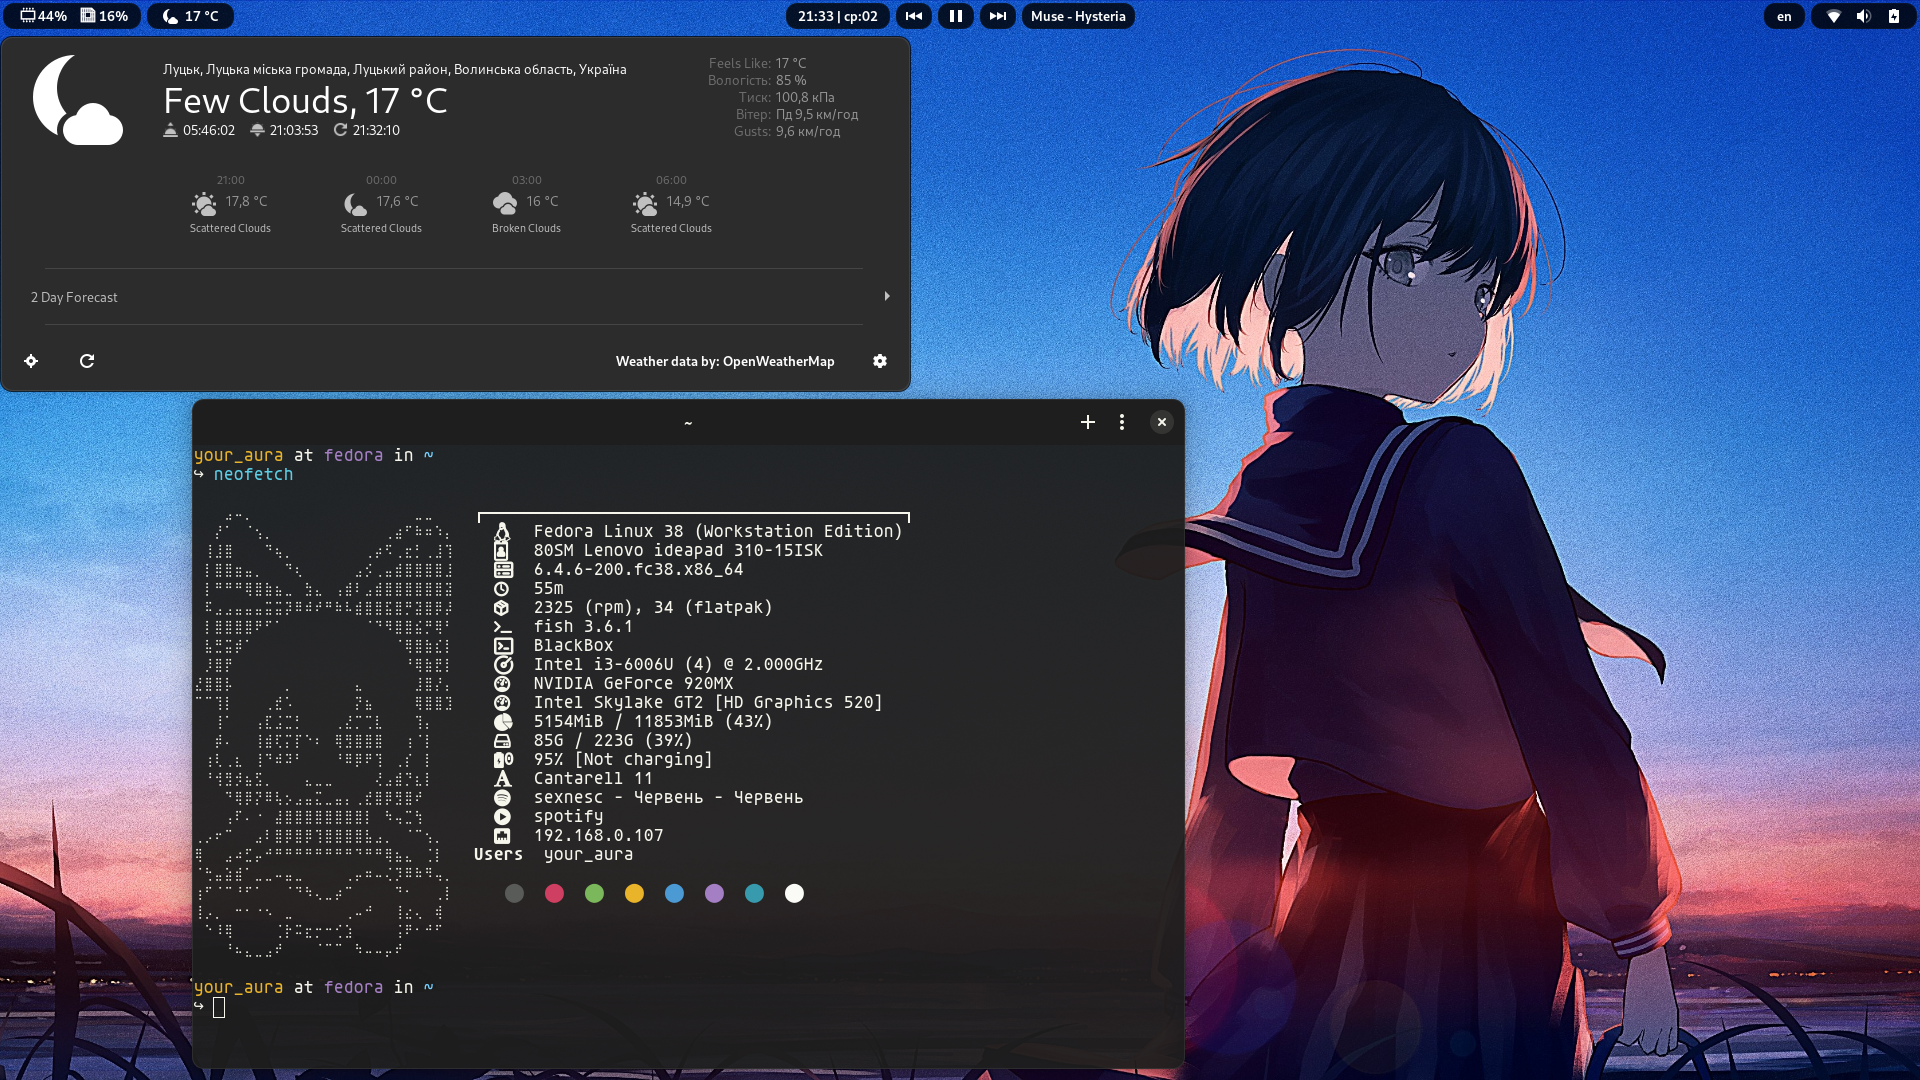 44% 16% 17 °C 21:33 | ср:02 Muse - Hysteria en
Луцьк, Луцька міська громада, Луцький район, Волинська область, Україна
Few Clouds, 17 °C
05:46:02 21:03:53 21:32:10
Feels Like: 17 °C
Вологість: 85 %
Тиск: 100,8 кПа
Вітер: Пд 9,5 км/год
Gusts: 9,6 км/год
21:00 00:00 03:00 06:00
17,8 °C 17,6 °C 16 °C 14,9 °C
Scattered Clouds Scattered Clouds Broken Clouds Scattered Clouds
2 Day Forecast
Weather data by: OpenWeatherMap
~
your_aura at fedora in ~
↪ neofetch
Fedora Linux 38 (Workstation Edition)
80SM Lenovo ideapad 310-15ISK
6.4.6-200.fc38.x86_64
55m
2325 (rpm), 34 (flatpak)
fish 3.6.1
BlackBox
Intel i3-6006U (4) @ 2.000GHz
NVIDIA GeForce 920MX
Intel Skylake GT2 [HD Graphics 520]
5154MiB / 11853MiB (43%)
85G / 223G (39%)
95% [Not charging]
Cantarell 11
sexnesc - Червень - Червень
spotify
192.168.0.107
Users your_aura
your_aura at fedora in ~
↪